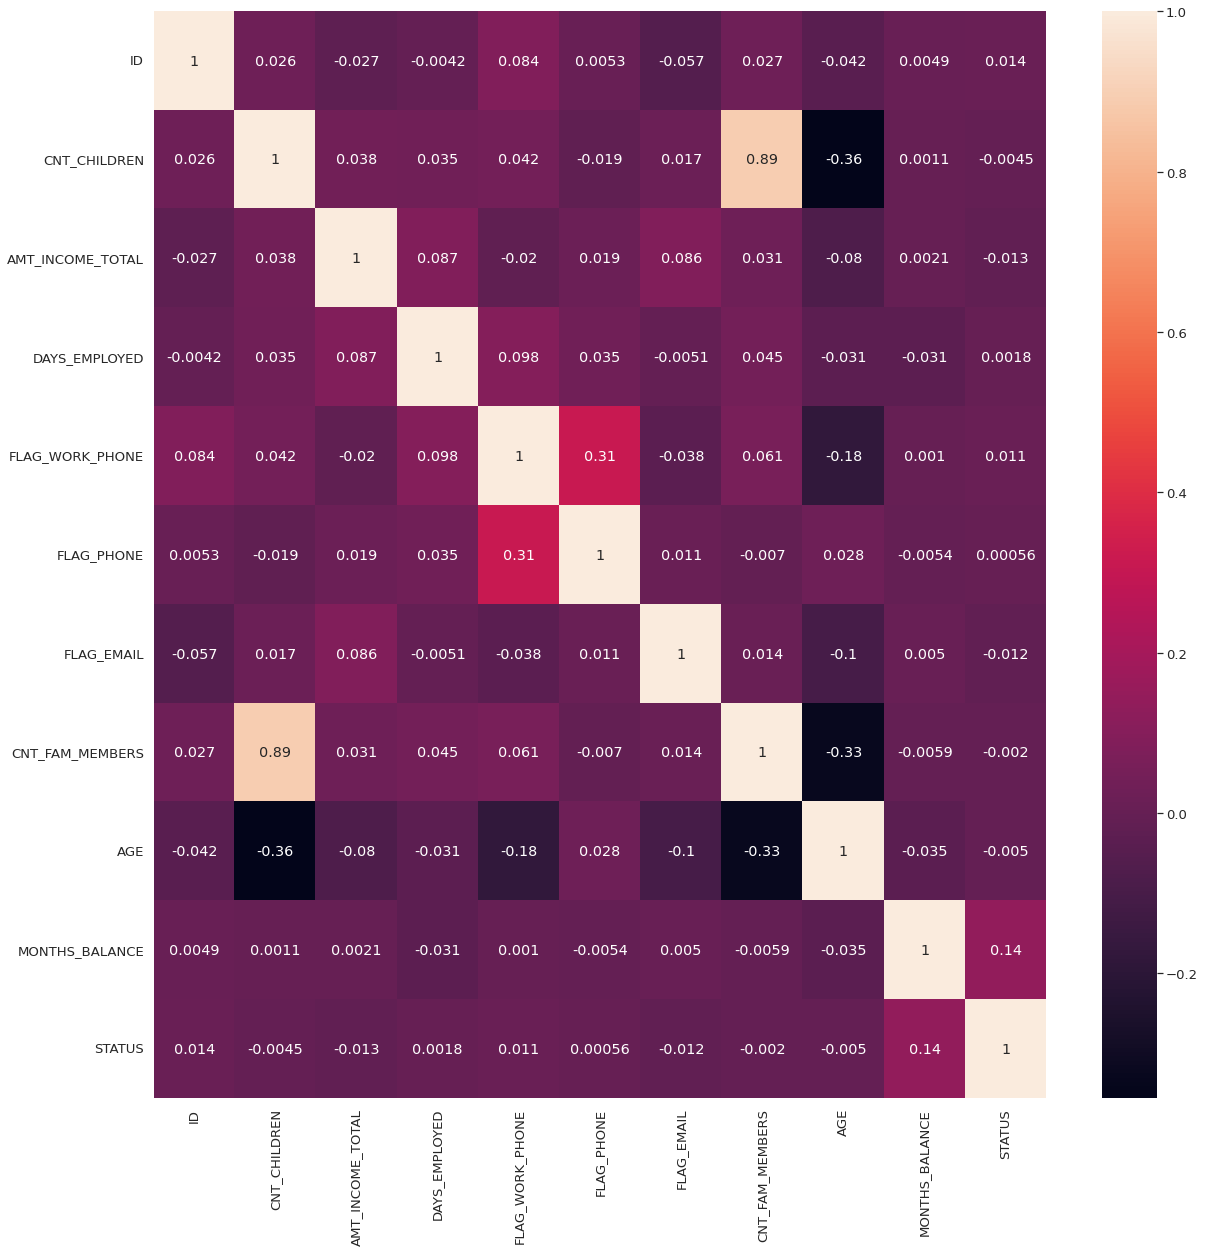 ID 1 0.026 -0.027 -0.0042 0.084 0.0053 -0.057 0.027 -0.042 0.0049 0.014
CNT_CHILDREN 0.026 1 0.038 0.035 0.042 -0.019 0.017 0.89 -0.36 0.0011 -0.0045
AMT_INCOME_TOTAL -0.027 0.038 1 0.087 -0.02 0.019 0.086 0.031 -0.08 0.0021 -0.013
DAYS_EMPLOYED -0.0042 0.035 0.087 1 0.098 0.035 -0.0051 0.045 -0.031 -0.031 0.0018
FLAG_WORK_PHONE 0.084 0.042 -0.02 0.098 1 0.31 -0.038 0.061 -0.18 0.001 0.011
FLAG_PHONE 0.0053 -0.019 0.019 0.035 0.31 1 0.011 -0.007 0.028 -0.0054 0.00056
FLAG_EMAIL -0.057 0.017 0.086 -0.0051 -0.038 0.011 1 0.014 -0.1 0.005 -0.012
CNT_FAM_MEMBERS 0.027 0.89 0.031 0.045 0.061 -0.007 0.014 1 -0.33 -0.0059 -0.002
AGE -0.042 -0.36 -0.08 -0.031 -0.18 0.028 -0.1 -0.33 1 -0.035 -0.005
MONTHS_BALANCE 0.0049 0.0011 0.0021 -0.031 0.001 -0.0054 0.005 -0.0059 -0.035 1 0.14
STATUS 0.014 -0.0045 -0.013 0.0018 0.011 0.00056 -0.012 -0.002 -0.005 0.14 1
ID
CNT_CHILDREN
AMT_INCOME_TOTAL
DAYS_EMPLOYED
FLAG_WORK_PHONE
FLAG_PHONE
FLAG_EMAIL
CNT_FAM_MEMBERS
AGE
MONTHS_BALANCE
STATUS
1.0
0.8
0.6
0.4
0.2
0.0
−0.2